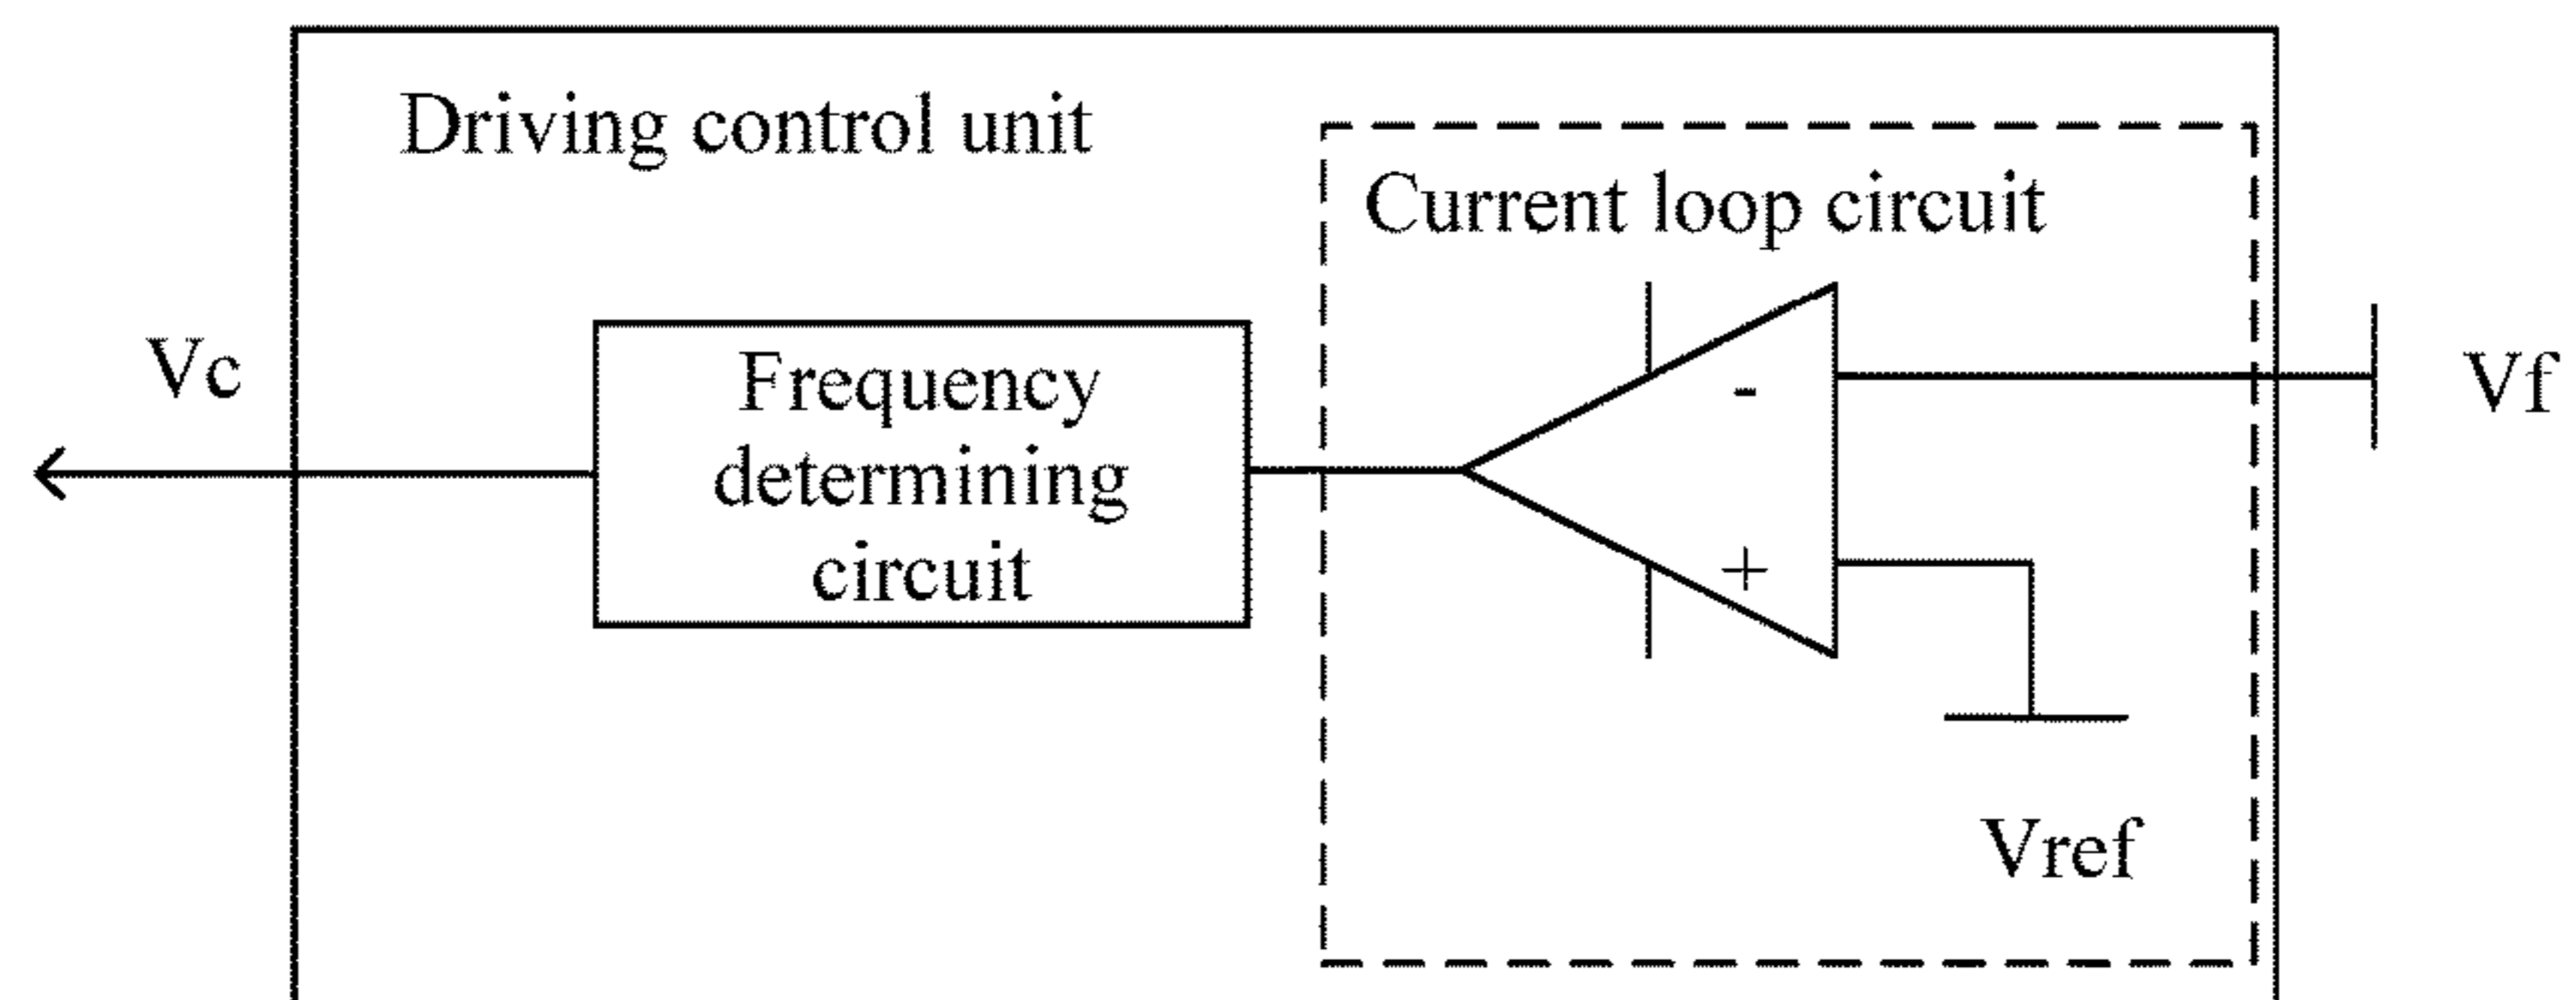 Driving control unit
Current loop circuit
Vc
Frequency
determining
circuit
-
+
Vf
Vref